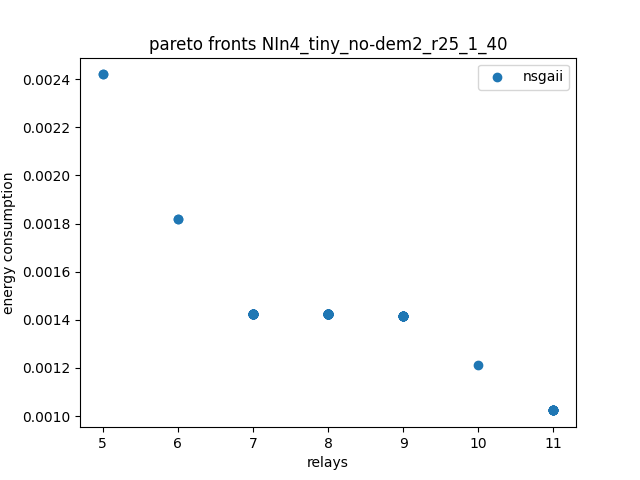 pareto fronts NIn4_tiny_no-dem2_r25_1_40
nsgaii
energy consumption
0.0024
0.0022
0.0020
0.0018
0.0016
0.0014
0.0012
0.0010
5 6 7 8 9 10 11
relays